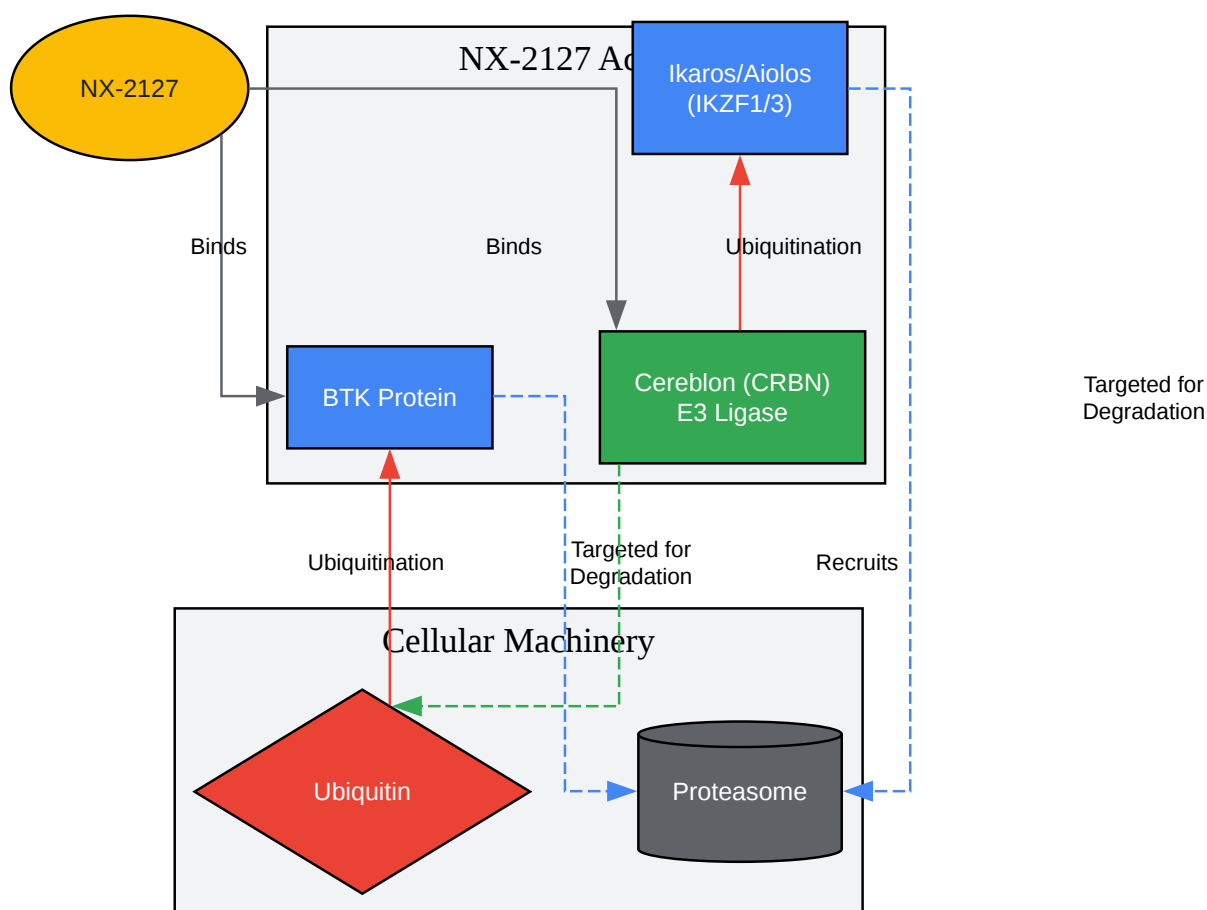 NX-2127
NX-2127 Ac
Ikaros/Aiolos
(IKZF1/3)
Binds
Binds
Ubiquitination
BTK Protein
Cereblon (CRBN)
E3 Ligase
Targeted for
Degradation
Ubiquitination
Targeted for
Degradation
Recruits
Cellular Machinery
Ubiquitin
Proteasome